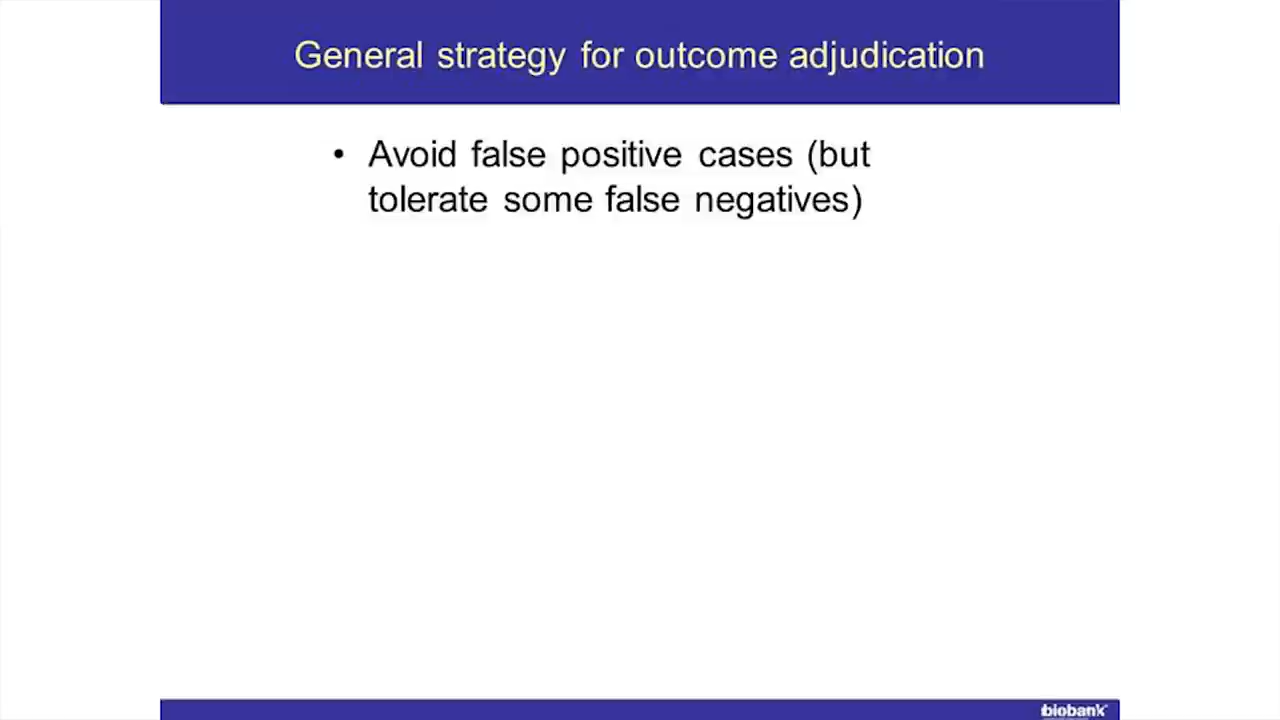 General strategy for outcome adjudication
• Avoid false positive cases (but
tolerate some false negatives)
biobank